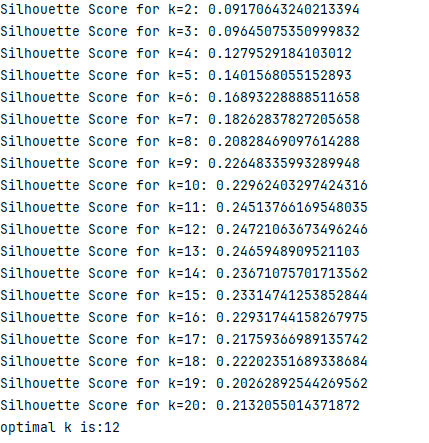 Silhouette Score for k=2: 0.09170643240213394
Silhouette Score for k=3: 0.09645075350999832
Silhouette Score for k=4: 0.1279529184103012
Silhouette Score for k=5: 0.1401568055152893
Silhouette Score for k=6: 0.16893228888511658
Silhouette Score for k=7: 0.18262837827205658
Silhouette Score for k=8: 0.20828469097614288
Silhouette Score for k=9: 0.22648335993289948
Silhouette Score for k=10: 0.22962403297424316
Silhouette Score for k=11: 0.24513766169548035
Silhouette Score for k=12: 0.24721063673496246
Silhouette Score for k=13: 0.2465948909521103
Silhouette Score for k=14: 0.23671075701713562
Silhouette Score for k=15: 0.23314741253852844
Silhouette Score for k=16: 0.22931744158267975
Silhouette Score for k=17: 0.21759366989135742
Silhouette Score for k=18: 0.22202351689338684
Silhouette Score for k=19: 0.20262892544269562
Silhouette Score for k=20: 0.2132055014371872
optimal k is:12